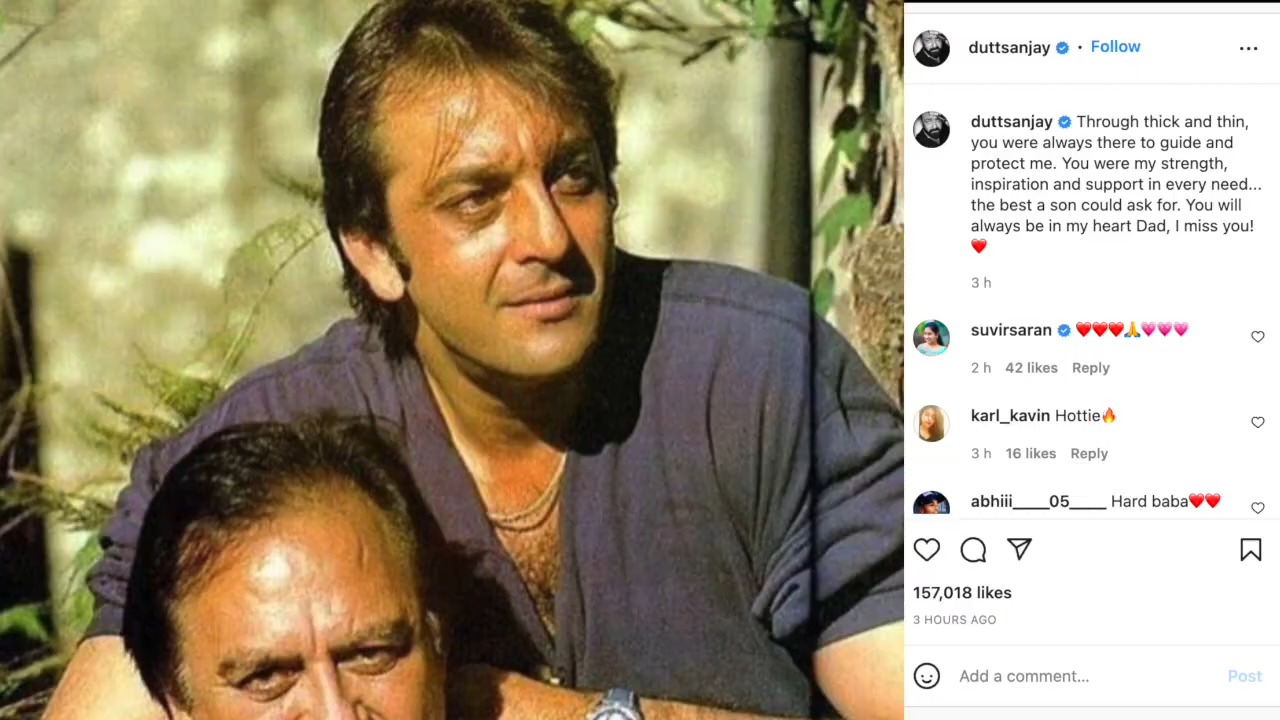 duttsanjay • Follow
duttsanjay Through thick and thin,
you were always there to guide and
protect me. You were my strength,
inspiration and support in every need...
the best a son could ask for. You will
always be in my heart Dad, I miss you!
❤️
3 h
suvirsaran ❤️❤️❤️🙏💗💗💗
2 h 42 likes Reply
karl_kavin Hottie🔥
3 h 16 likes Reply
abhiii____05____ Hard baba❤️❤️
157,018 likes
3 HOURS AGO
Add a comment... Post